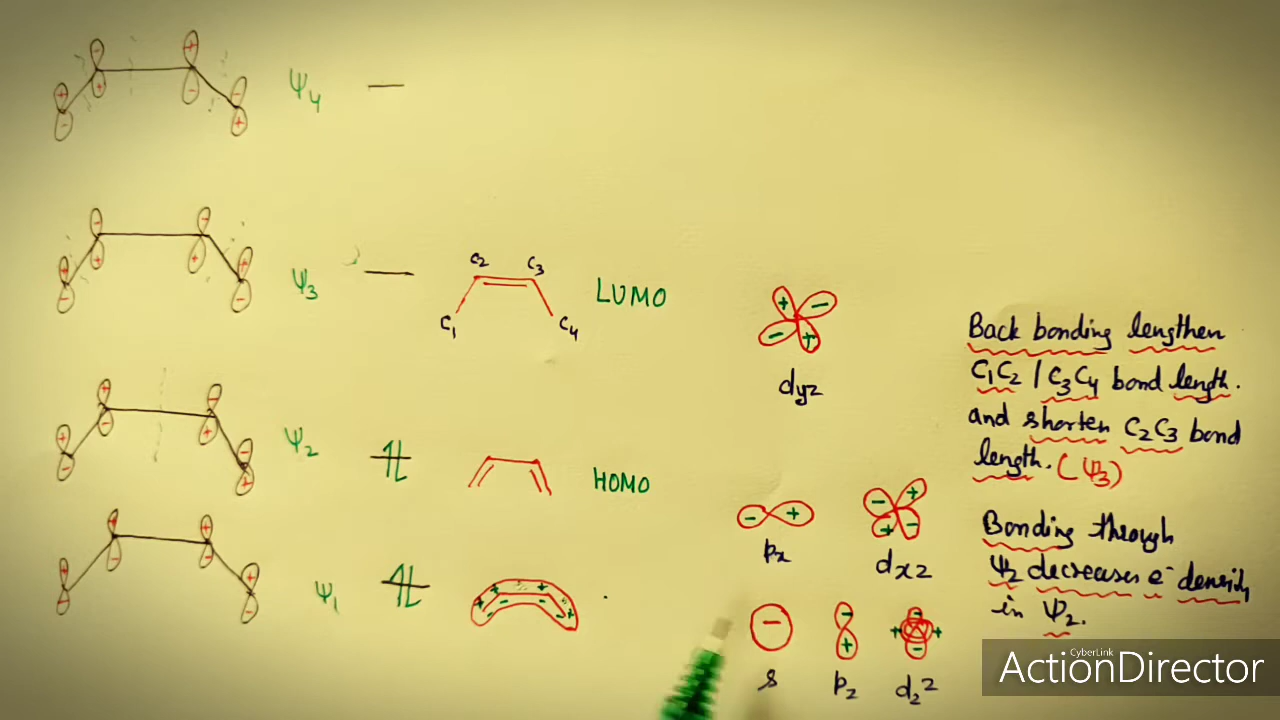 Ψ4
Ψ3
C2
C3
C1
C4
LUMO
Ψ2
HOMO
Ψ1
dyz
px
dxz
s
pz
dz2
Back bonding lengthen
C1C2 / C3C4 bond length.
and shorten C2C3 bond
length. (Ψ3)
Bonding through
Ψ2 decreases e- density
in Ψ2.
CyberLink
ActionDirector